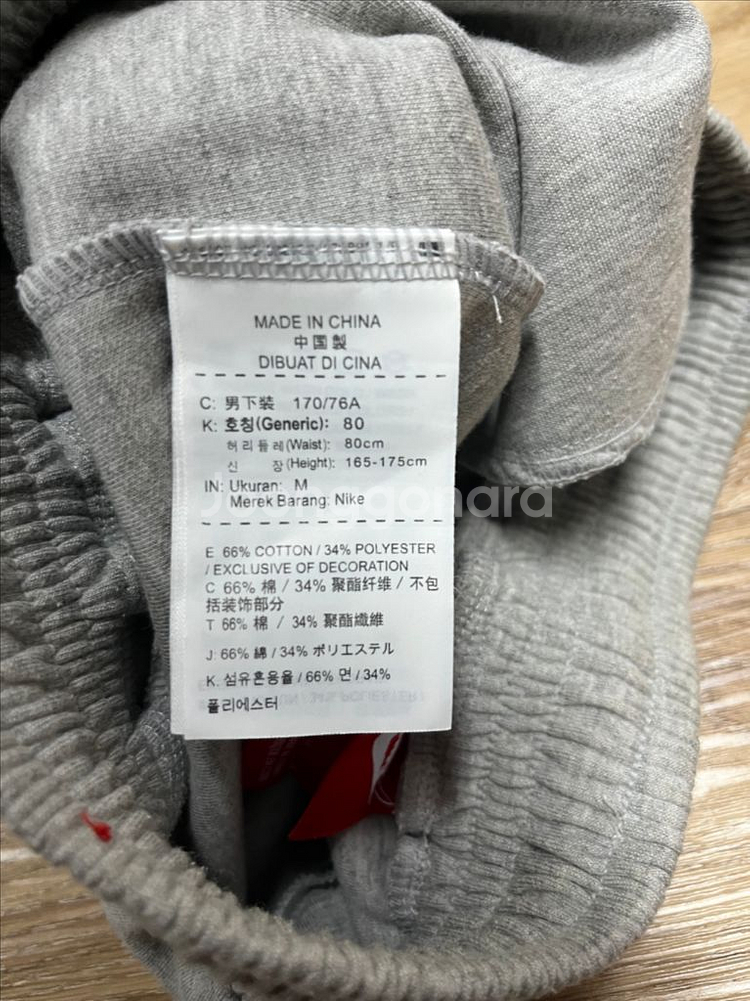 MADE IN CHINA
中国製
DIBUAT DI CINA
C: 男下装 170/76A
K: 호칭(Generic): 80
허리둘레(Waist): 80cm
신 장(Height): 165-175cm
IN: Ukuran: M
Merek Barang: Nike
E 66% COTTON / 34% POLYESTER
/ EXCLUSIVE OF DECORATION
C 66% 棉 / 34% 聚酯纤维 / 不包
括装饰部分
T 66% 棉 / 34% 聚酯纖維
J: 66% 綿 / 34% ポリエステル
K: 섬유혼용율 / 66% 면 / 34%
폴리에스터